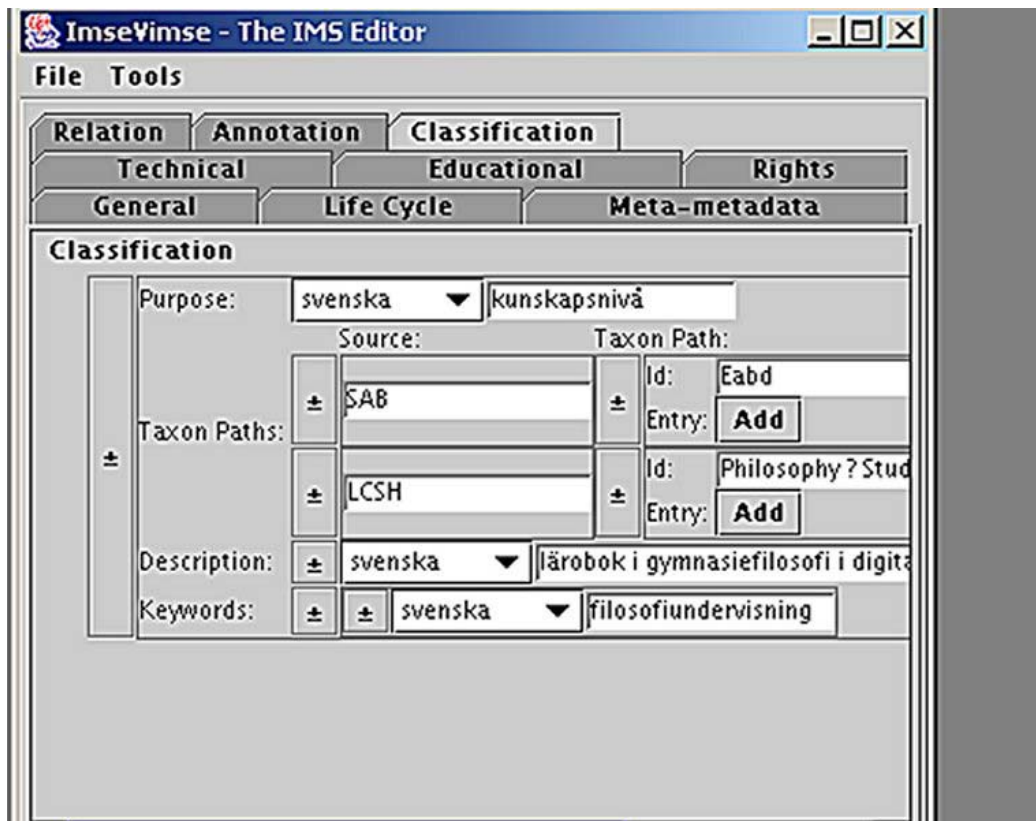 ImseVimse - The IMS Editor
File Tools
Relation Annotation Classification
Technical Educational Rights
General Life Cycle Meta-metadata
Classification
Purpose: svenska kunskapsnivå
Source: Taxon Path:
Taxon Paths:
± ± SAB ± Id: Eabd
Entry: Add
± LCSH ± Id: Philosophy ? Stud
Entry: Add
Description: ± svenska lärobok i gymnasiefilosofi i digita
Keywords: ± ± svenska filosofiundervisning